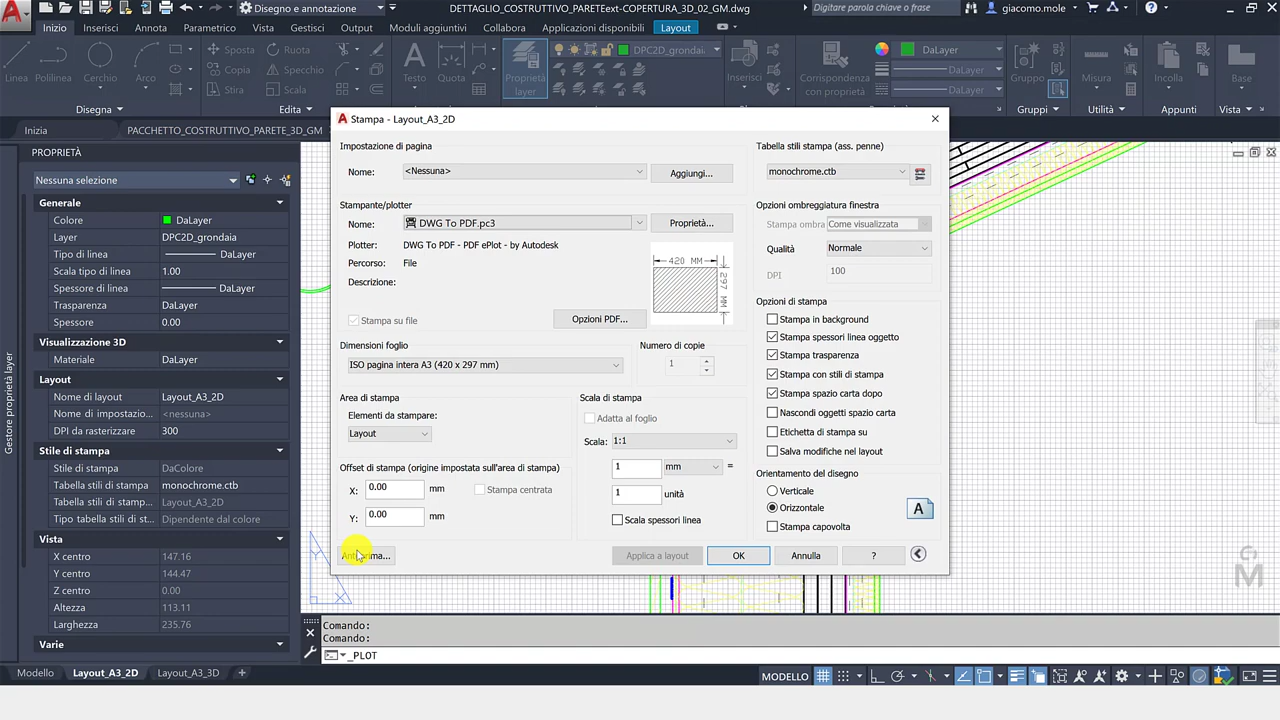 Disegno e annotazione
DETTAGLIO_COSTRUTTIVO_PARETEext-COPERTURA_3D_02_GM.dwg
Digitare parola chiave o frase
giacomo.mole
Inizio
Inserisci
Annota
Parametrico
Vista
Gestisci
Output
Moduli aggiuntivi
Collabora
Applicazioni disponibili
Layout
Linea
Polilinea
Cerchio
Arco
Sposta
Copia
Stira
Ruota
Specchio
Scala
Testo
Quota
Proprietà
layer
DPC2D_grondai...
Inserisci
Corrispondenza
con proprietà
DaLayer
DaLayer
DaLayer
Gruppo
Misura
Incolla
Base
Disegna
Edita
Gruppi
Utilità
Appunti
Vista
Inizia
PACCHETTO_COSTRUTTIVO_PARETE_3D_GM
Gestore proprietà layer
PROPRIETÀ
Nessuna selezione
Generale
Colore DaLayer
Layer DPC2D_grondaia
Tipo di linea DaLayer
Scala tipo di linea 1.00
Spessore di linea DaLayer
Trasparenza DaLayer
Spessore 0.00
Visualizzazione 3D
Materiale DaLayer
Layout
Nome di layout Layout_A3_2D
Nome di impostazio... <nessuna>
DPI da rasterizzare 300
Stile di stampa
Stile di stampa DaColore
Tabella stili di stampa monochrome.ctb
Tabella stili di stamp... Layout_A3_2D
Tipo tabella stili di s... Dipendente dal colore
Vista
X centro 147.16
Y centro 144.47
Z centro 0.00
Altezza 113.11
Larghezza 235.76
Varie
Stampa - Layout_A3_2D
Impostazione di pagina
Nome: <Nessuna>
Aggiungi...
Stampante/plotter
Nome: DWG To PDF.pc3
Proprietà...
Plotter: DWG To PDF - PDF ePlot - by Autodesk
Percorso: File
Descrizione:
420 MM
297 MM
Stampa su file
Opzioni PDF...
Dimensioni foglio
ISO pagina intera A3 (420 x 297 mm)
Numero di copie
1
Area di stampa
Elementi da stampare:
Layout
Scala di stampa
Adatta al foglio
Scala: 1:1
1 mm =
1 unità
Scala spessori linea
Offset di stampa (origine impostata sull'area di stampa)
X: 0.00 mm
Stampa centrata
Y: 0.00 mm
Tabella stili stampa (ass. penne)
monochrome.ctb
Opzioni ombreggiatura finestra
Stampa ombra Come visualizzata
Qualità Normale
DPI 100
Opzioni di stampa
Stampa in background
Stampa spessori linea oggetto
Stampa trasparenza
Stampa con stili di stampa
Stampa spazio carta dopo
Nascondi oggetti spazio carta
Etichetta di stampa su
Salva modifiche nel layout
Orientamento del disegno
Verticale
Orizzontale
Stampa capovolta
A
Anteprima...
Applica a layout
OK
Annulla
?
Comando:
Comando:
_PLOT
Modello
Layout_A3_2D
Layout_A3_3D
MODELLO